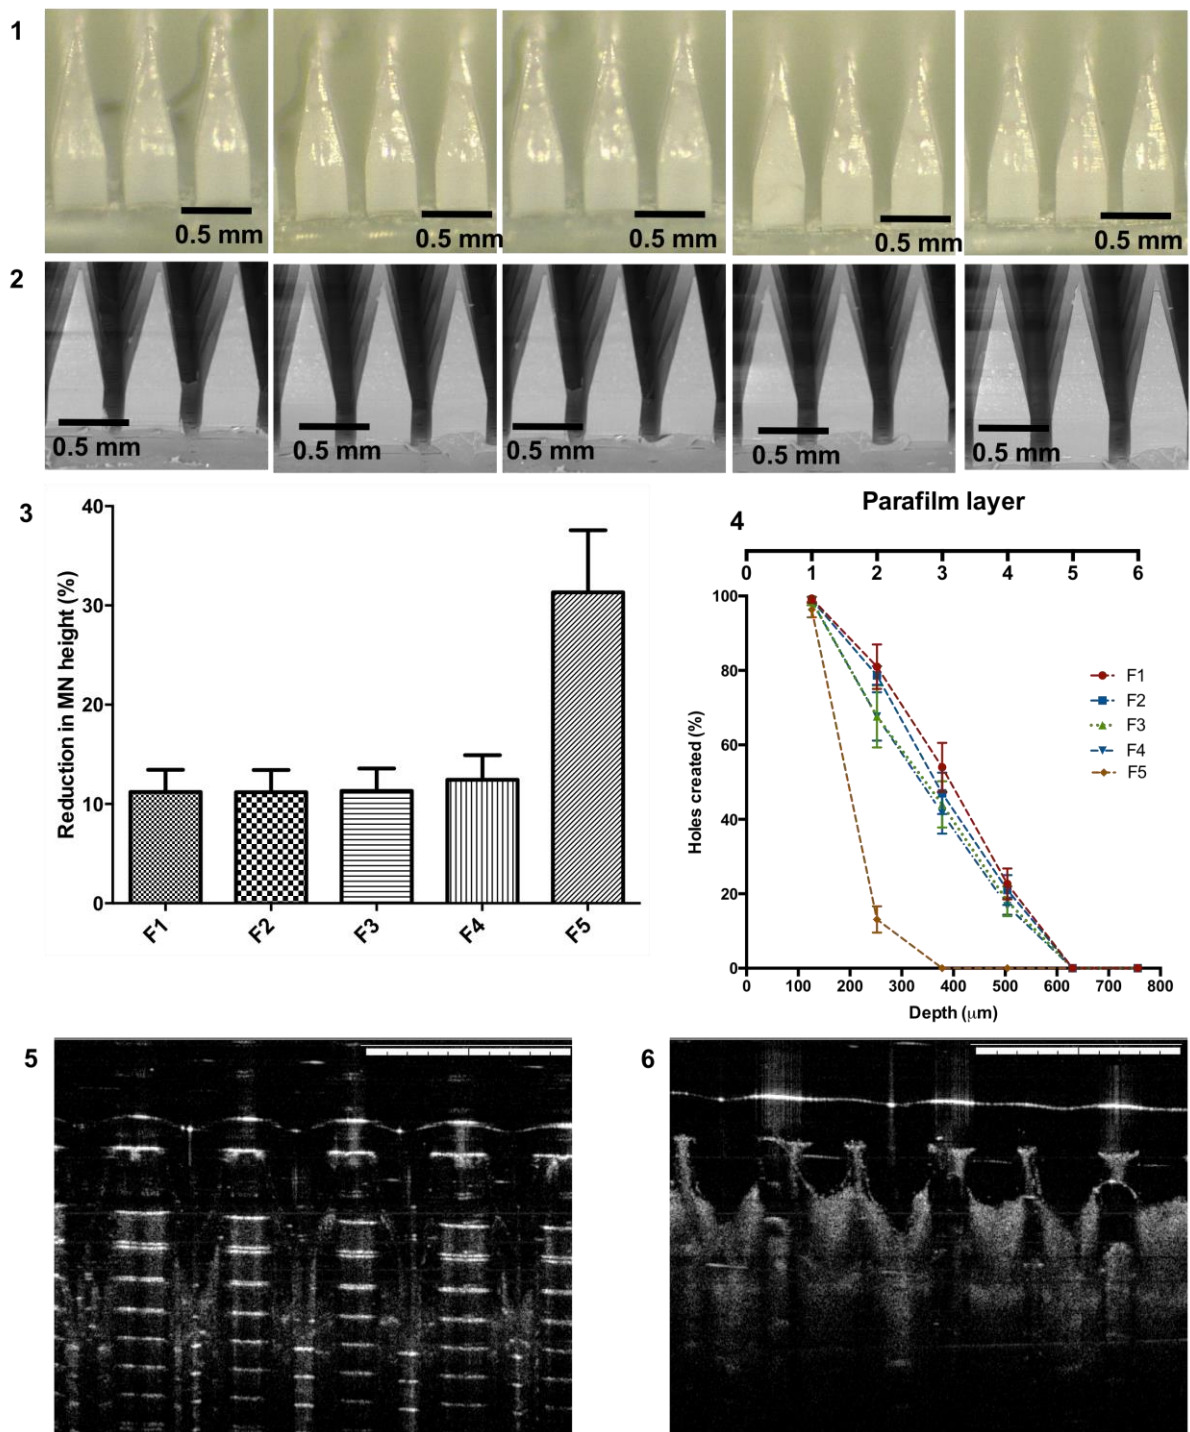 1
0.5 mm
0.5 mm
0.5 mm
0.5 mm
0.5 mm
2
0.5 mm
0.5 mm
0.5 mm
0.5 mm
0.5 mm
3
Reduction in MN height (%)
40
30
20
10
0
F1
F2
F3
F4
F5
4
Parafilm layer
0 1 2 3 4 5 6
Holes created (%)
100
80
60
40
20
0
F1
F2
F3
F4
F5
0 100 200 300 400 500 600 700 800
Depth (μm)
5
6